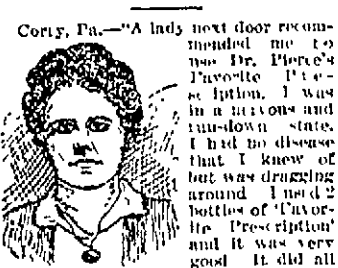 Corry, Pa.—"A lady next door recom-
mended me to
use Dr. Pierce's
Favorite Pre-
scription. I was
in a nervous and
run-down state.
I had no disease
that I knew of
but was dragging
around I used 2
bottles of 'Favor-
ite Prescription'
and it was very
good It did all